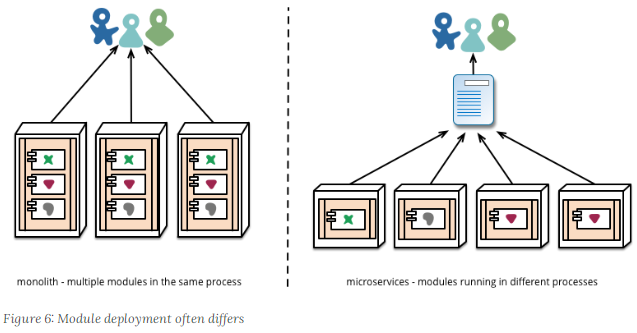 monolith - multiple modules in the same process
microservices - modules running in different processes
Figure 6: Module deployment often differs